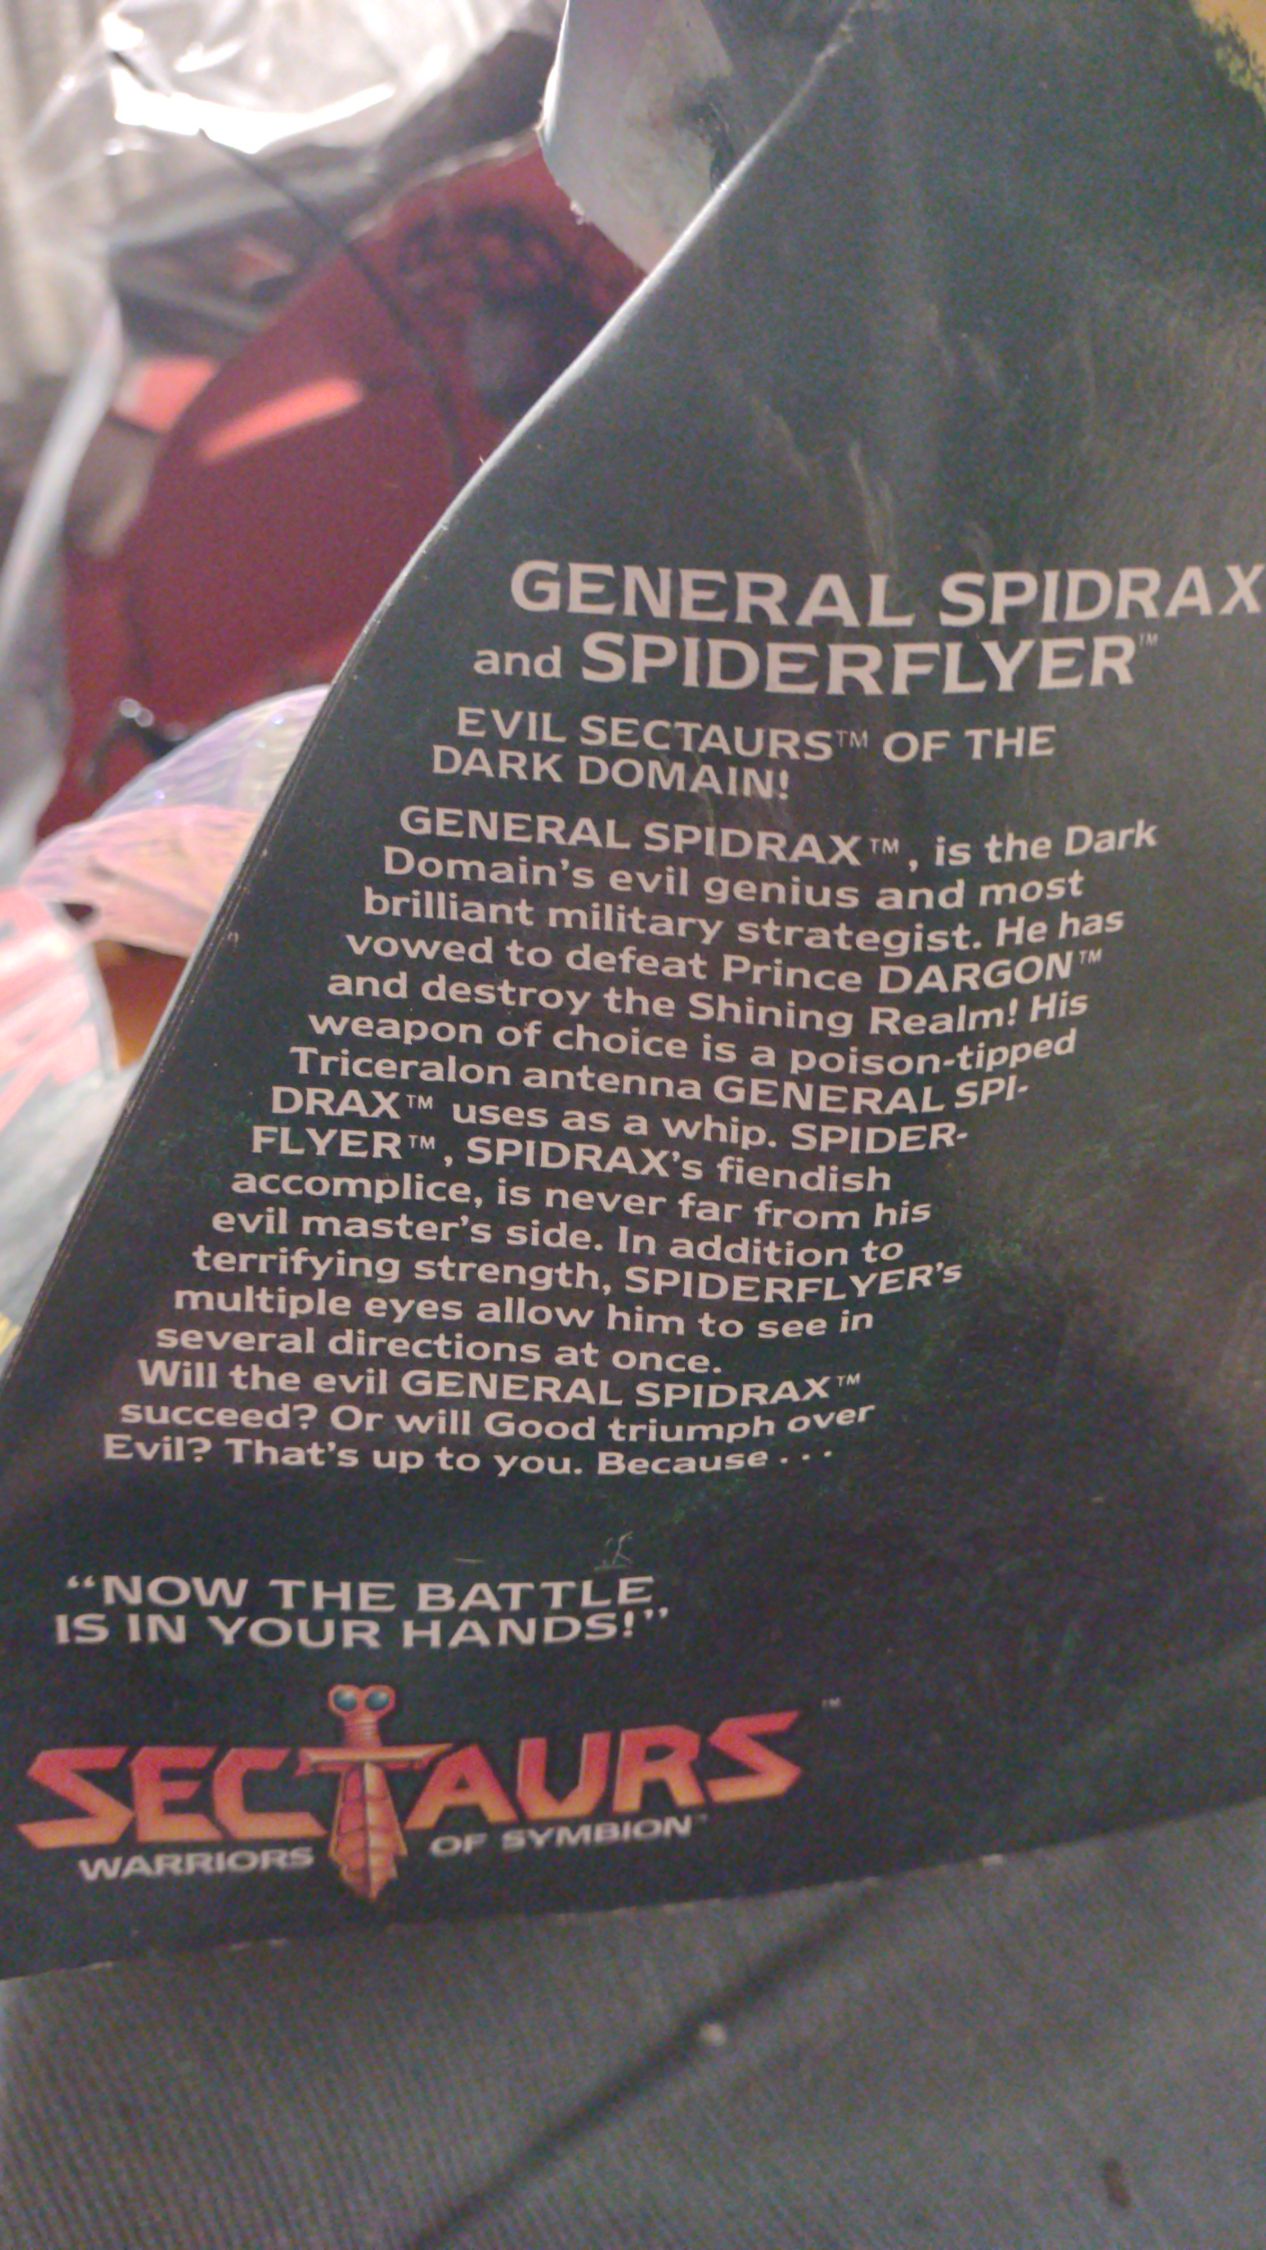 GENERAL SPIDRAX
and SPIDERFLYER™
EVIL SECTAURS™ OF THE
DARK DOMAIN!
GENERAL SPIDRAX™, is the Dark
Domain's evil genius and most
brilliant military strategist. He has
vowed to defeat Prince DARGON™
and destroy the Shining Realm! His
weapon of choice is a poison-tipped
Triceralon antenna GENERAL SPI-
DRAX™ uses as a whip. SPIDER-
FLYER™, SPIDRAX's fiendish
accomplice, is never far from his
evil master's side. In addition to
terrifying strength, SPIDERFLYER's
multiple eyes allow him to see in
several directions at once.
Will the evil GENERAL SPIDRAX™
succeed? Or will Good triumph over
Evil? That's up to you. Because . . .
“NOW THE BATTLE
IS IN YOUR HANDS!”
SECTAURS™
WARRIORS OF SYMBION™